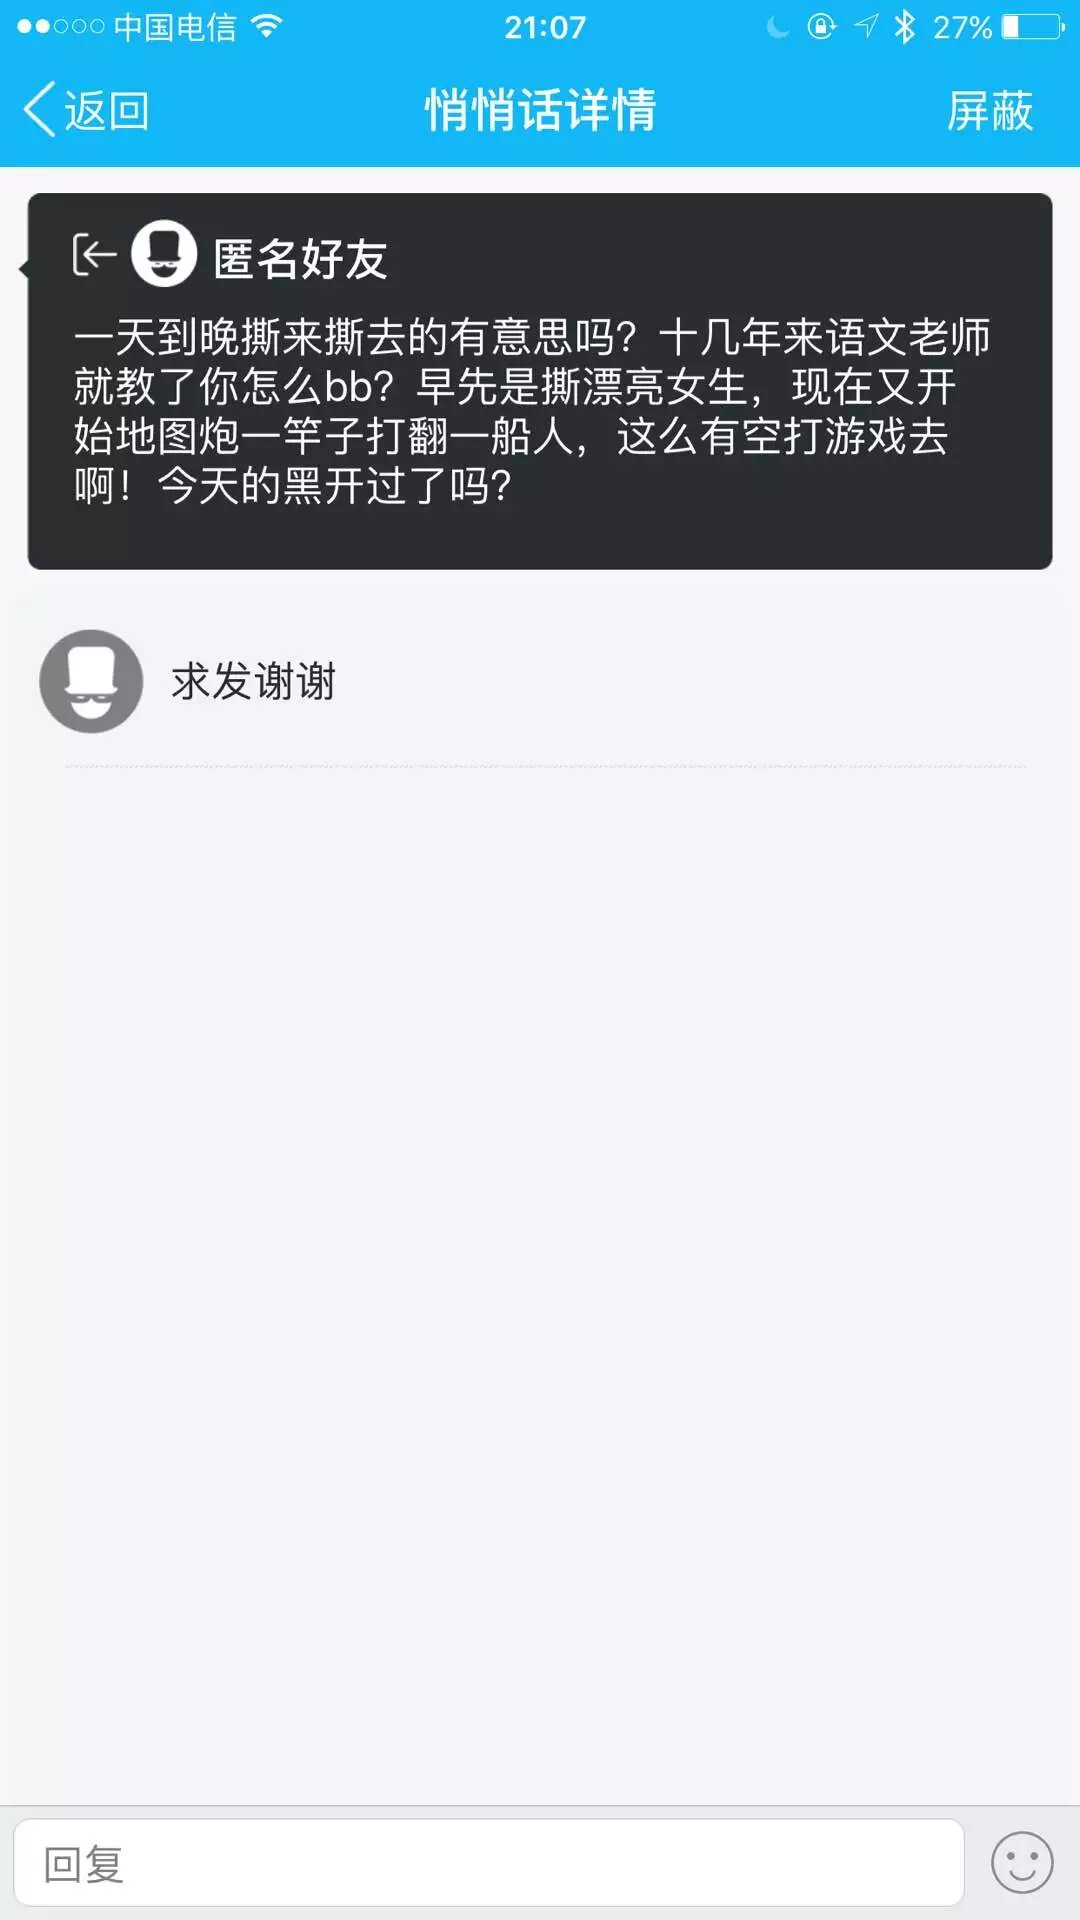 中国电信
21:07
27%
返回
悄悄话详情
屏蔽
匿名好友
一天到晚撕来撕去的有意思吗？十几年来语文老师
就教了你怎么bb？早先是撕漂亮女生，现在又开
始地图炮一竿子打翻一船人，这么有空打游戏去
啊！今天的黑开过了吗？
求发谢谢
回复